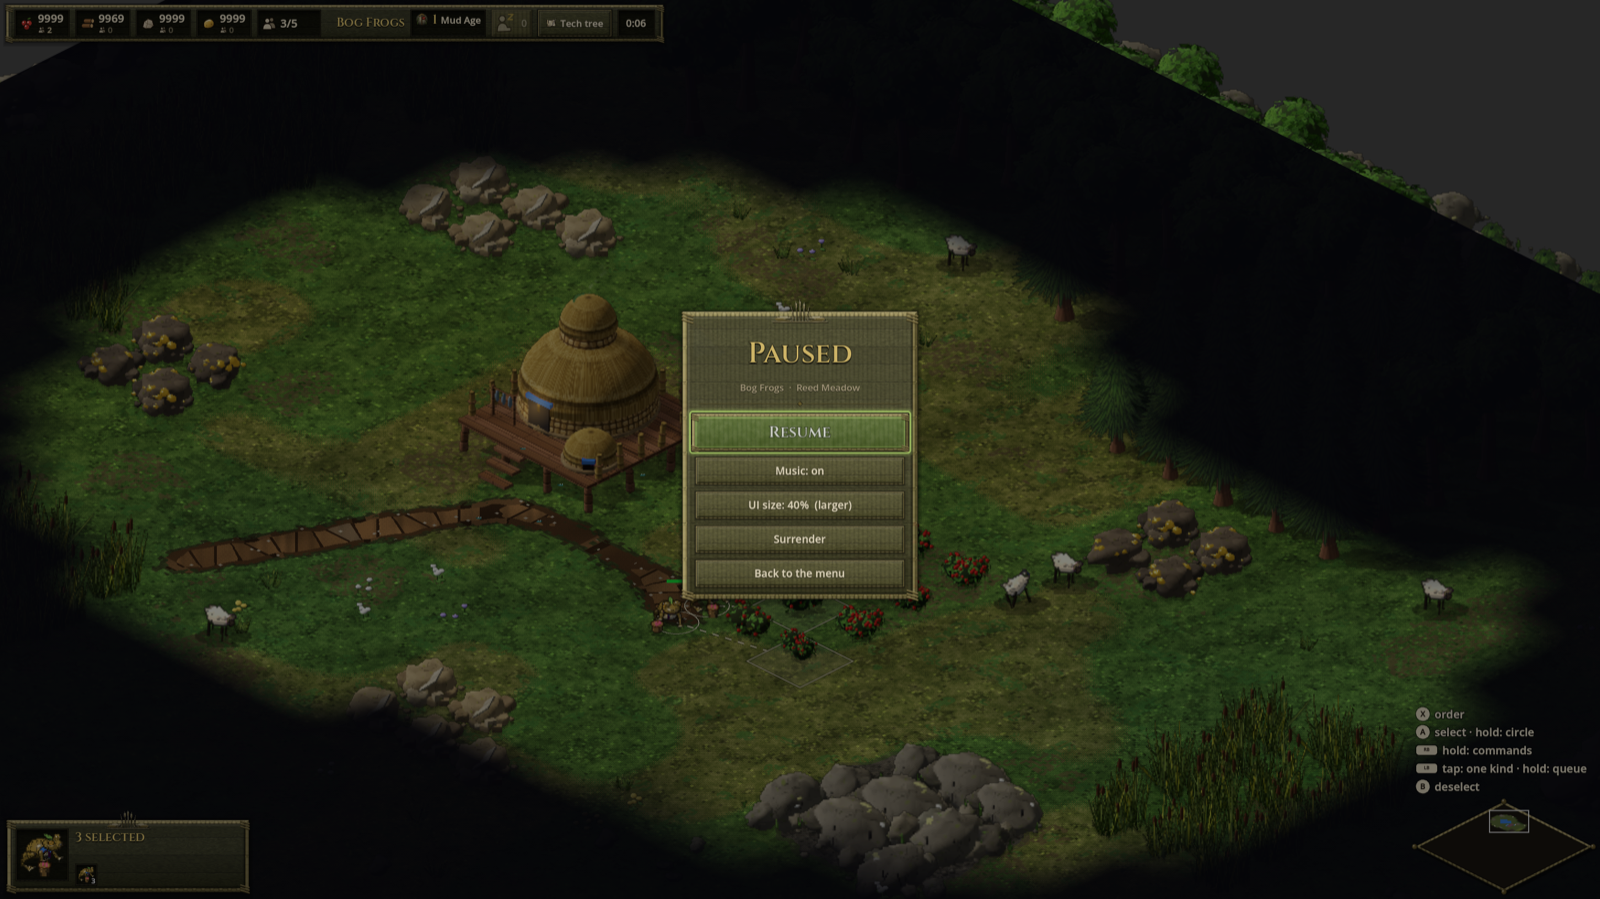 9999 9969 9999 9999 3/5 BOG FROGS I Mud Age Z 0 Tech tree 0:06
2 0 0 0
PAUSED
Bog Frogs · Reed Meadow
RESUME
Music: on
UI size: 40% (larger)
Surrender
Back to the menu
X order
A select · hold: circle
hold: commands
tap: one kind · hold: queue
B deselect
3 SELECTED
3